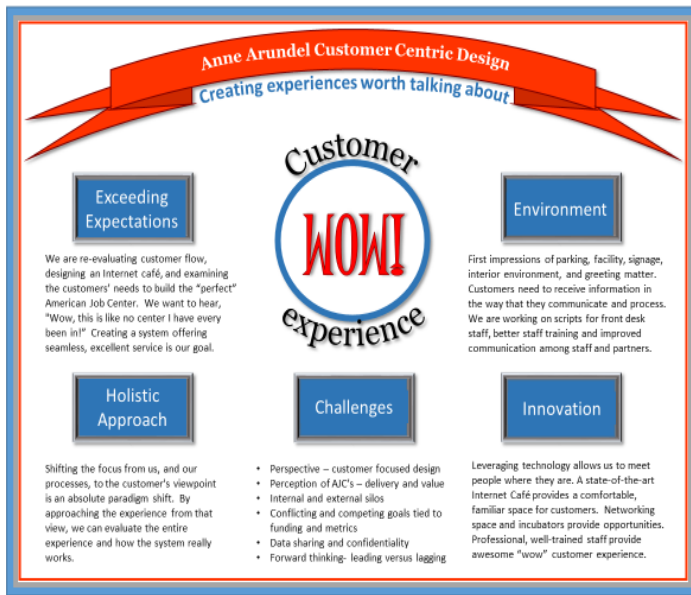 Anne Arundel Customer Centric Design
Creating experiences worth talking about
Customer
WOW!
experience
Exceeding
Expectations
We are re-evaluating customer flow,
designing an Internet café, and examining
the customers' needs to build the “perfect”
American Job Center.  We want to hear,
"Wow, this is like no center I have every
been in!”  Creating a system offering
seamless, excellent service is our goal.
Environment
First impressions of parking, facility, signage,
interior environment, and greeting matter.
Customers need to receive information in
the way that they communicate and process.
We are working on scripts for front desk
staff, better staff training and improved
communication among staff and partners.
Holistic
Approach
Shifting the focus from us, and our
processes, to the customer's viewpoint
is an absolute paradigm shift.  By
approaching the experience from that
view, we can evaluate the entire
experience and how the system really
works.
Challenges
• Perspective – customer focused design
• Perception of AJC's – delivery and value
• Internal and external silos
• Conflicting and competing goals tied to
funding and metrics
• Data sharing and confidentiality
• Forward thinking- leading versus lagging
Innovation
Leveraging technology allows us to meet
people where they are. A state-of-the-art
Internet Café provides a comfortable,
familiar space for customers.  Networking
space and incubators provide opportunities.
Professional, well-trained staff provide
awesome “wow” customer experience.